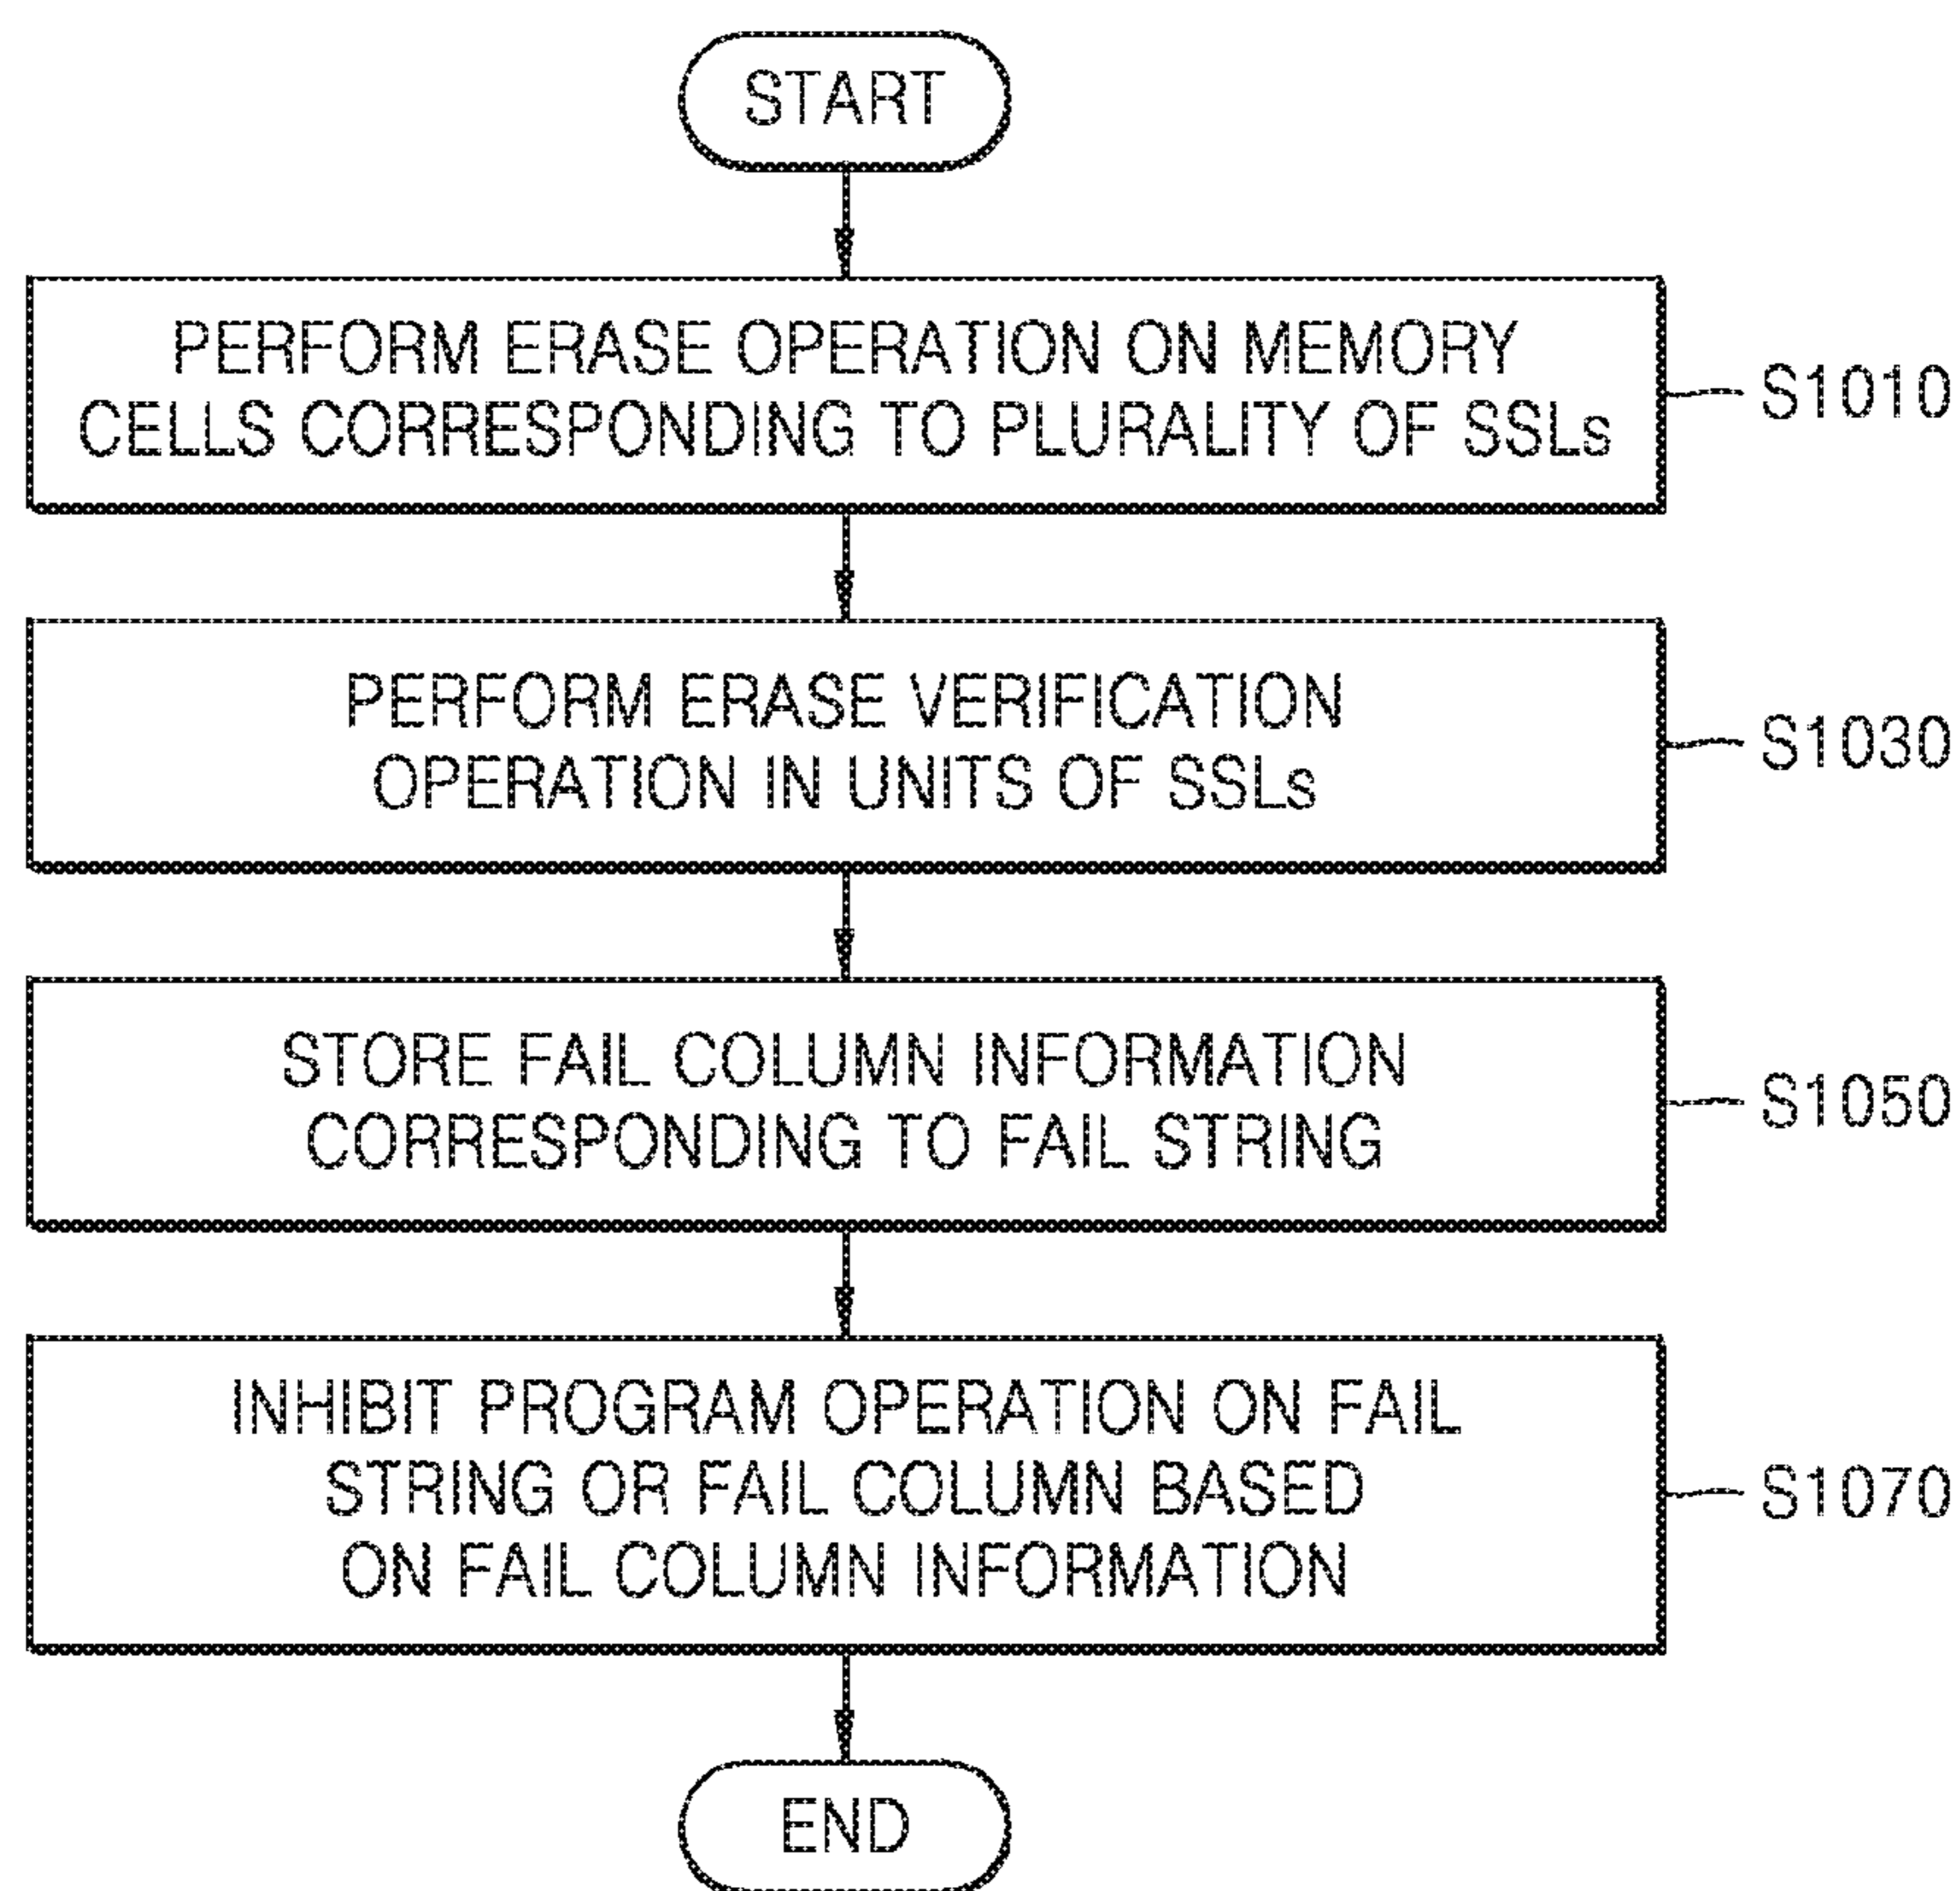 START
PERFORM ERASE OPERATION ON MEMORY
CELLS CORRESPONDING TO PLURALITY OF SSLs
S1010
PERFORM ERASE VERIFICATION
OPERATION IN UNITS OF SSLs
S1030
STORE FAIL COLUMN INFORMATION
CORRESPONDING TO FAIL STRING
S1050
INHIBIT PROGRAM OPERATION ON FAIL
STRING OR FAIL COLUMN BASED
ON FAIL COLUMN INFORMATION
S1070
END